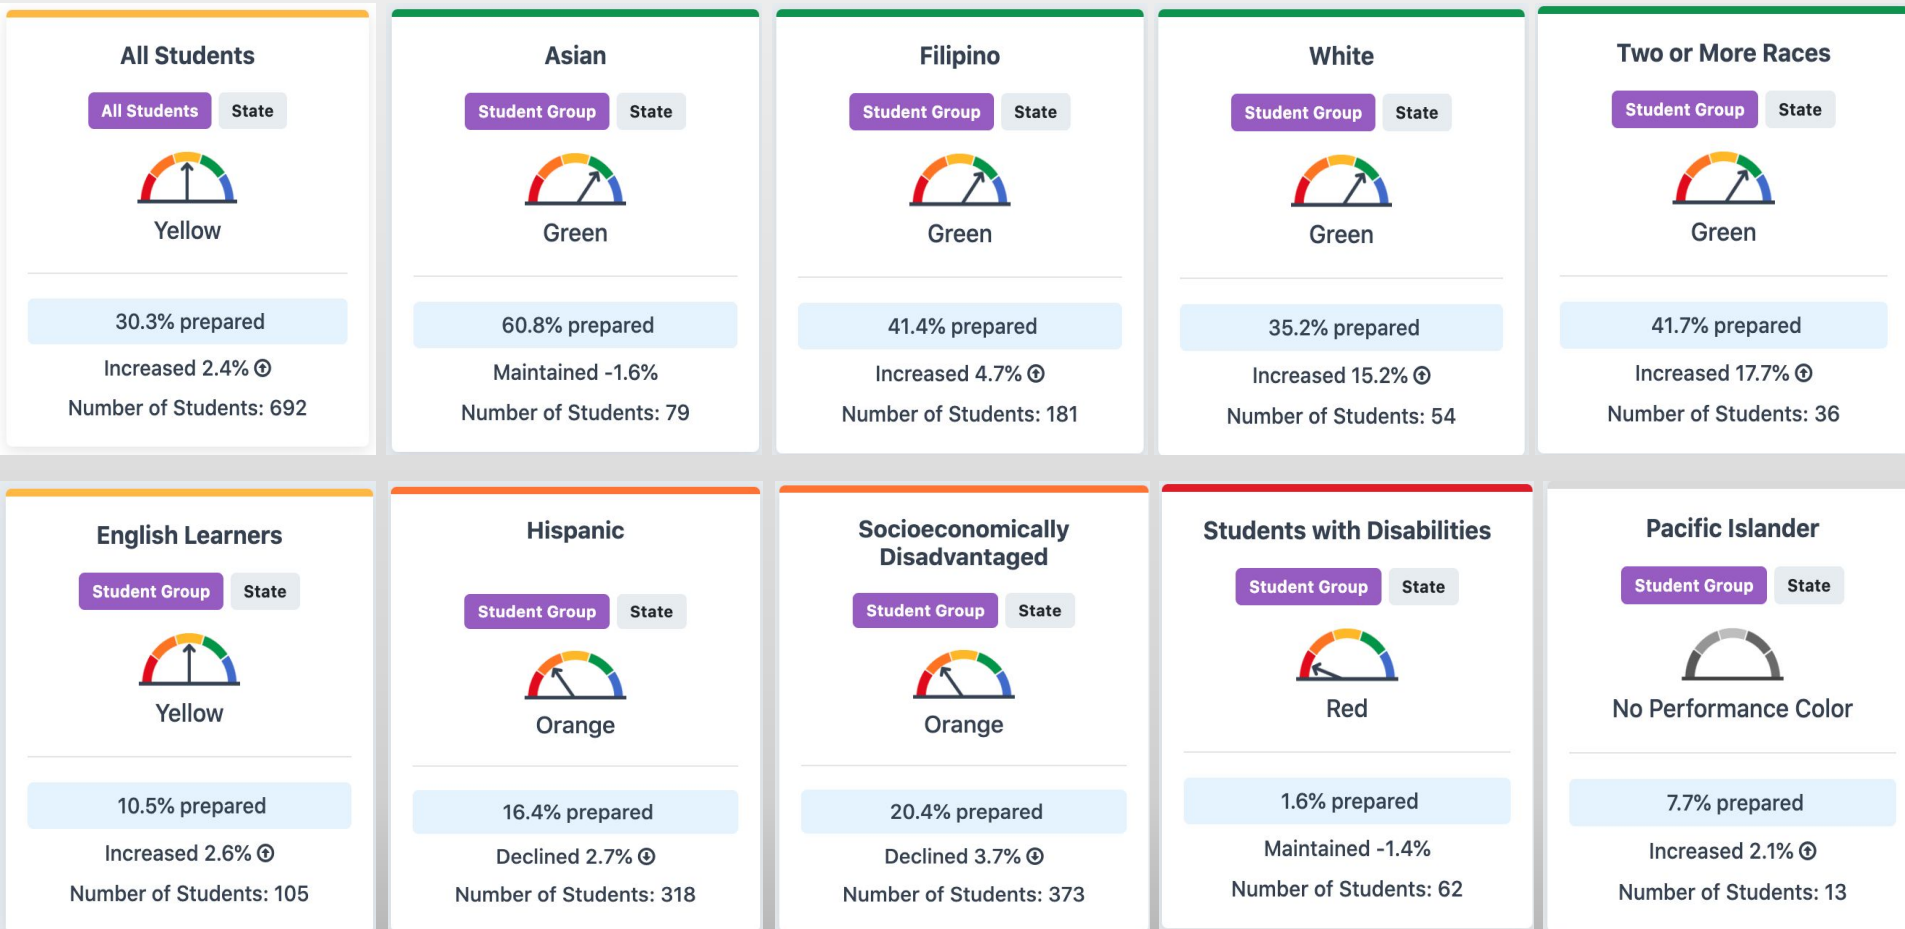 All Students
All Students State
Yellow
30.3% prepared
Increased 2.4%
Number of Students: 692
Asian
Student Group State
Green
60.8% prepared
Maintained -1.6%
Number of Students: 79
Filipino
Student Group State
Green
41.4% prepared
Increased 4.7%
Number of Students: 181
White
Student Group State
Green
35.2% prepared
Increased 15.2%
Number of Students: 54
Two or More Races
Student Group State
Green
41.7% prepared
Increased 17.7%
Number of Students: 36
English Learners
Student Group State
Yellow
10.5% prepared
Increased 2.6%
Number of Students: 105
Hispanic
Student Group State
Orange
16.4% prepared
Declined 2.7%
Number of Students: 318
Socioeconomically
Disadvantaged
Student Group State
Orange
20.4% prepared
Declined 3.7%
Number of Students: 373
Students with Disabilities
Student Group State
Red
1.6% prepared
Maintained -1.4%
Number of Students: 62
Pacific Islander
Student Group State
No Performance Color
7.7% prepared
Increased 2.1%
Number of Students: 13